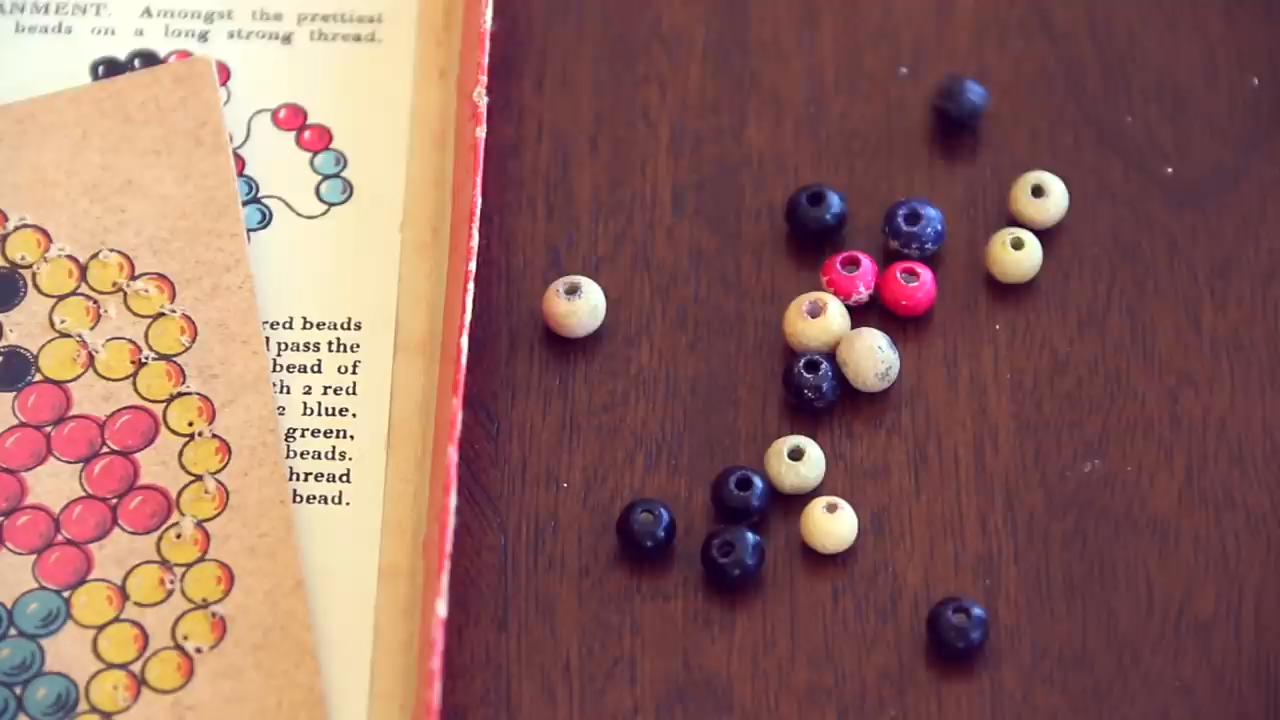 ANMENT. Amongst the prettiest
beads on a long strong thread.
red beads
pass the
bead of
th 2 red
2 blue,
green,
beads.
hread
bead.